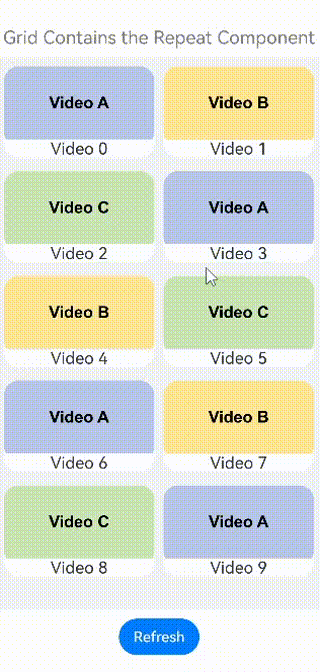 Grid Contains the Repeat Component
Video A
Video B
Video 0
Video 1
Video C
Video A
Video 2
Video 3
Video B
Video C
Video 4
Video 5
Video A
Video B
Video 6
Video 7
Video C
Video A
Video 8
Video 9
Refresh